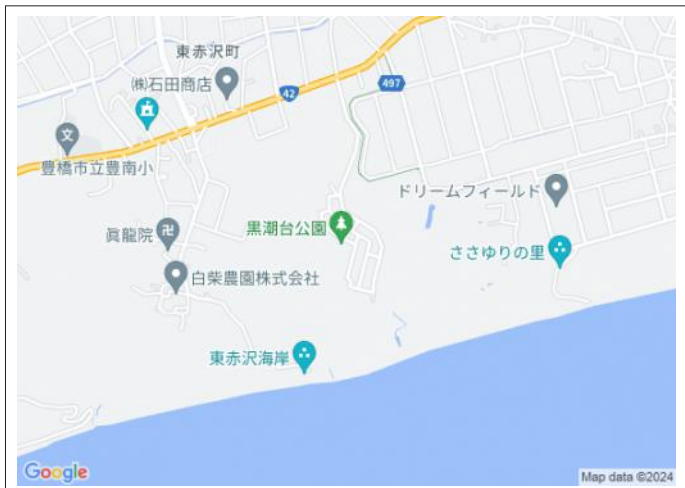 東赤沢町
㈱石田商店
42
497
豊橋市立豊南小
ドリームフィールド
眞龍院
黒潮台公園
ささゆりの里
白柴農園株式会社
東赤沢海岸
Google
Map data ©2024